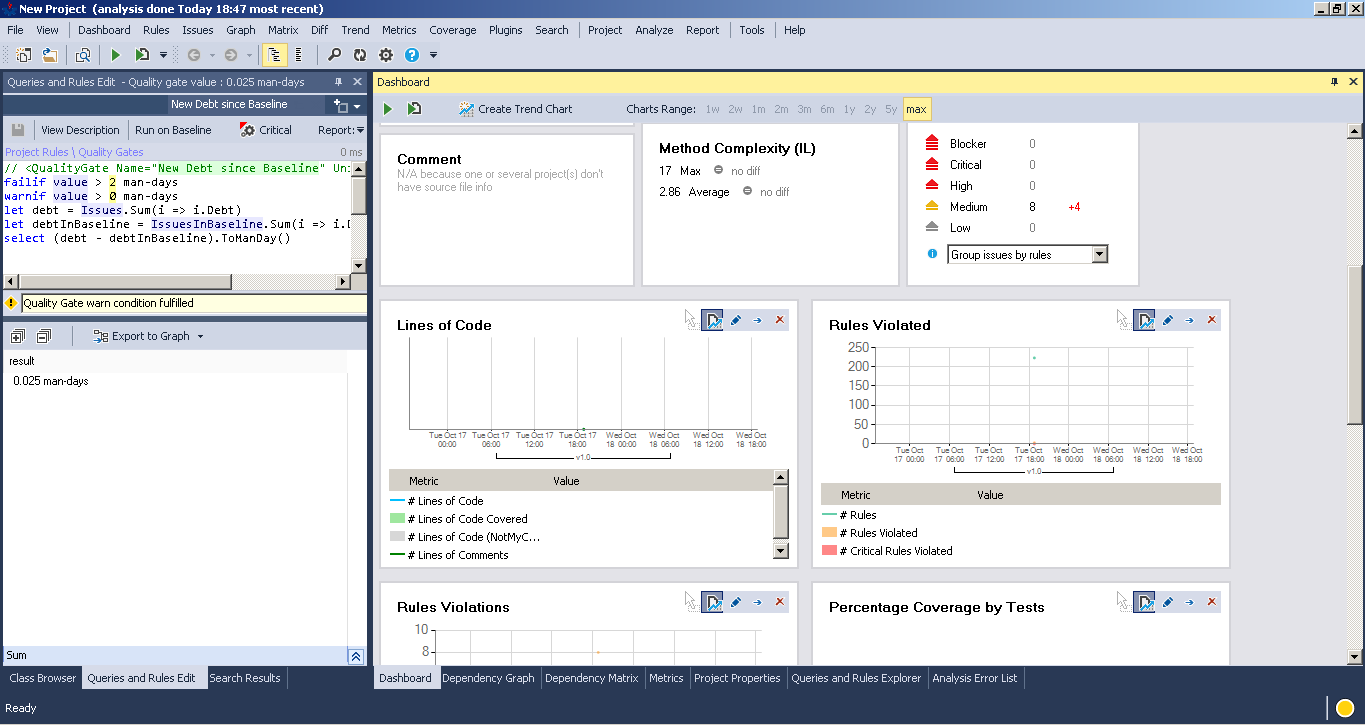 New Project (analysis done Today 18:47 most recent)
File View Dashboard Rules Issues Graph Matrix Diff Trend Metrics Coverage Plugins Search Project Analyze Report Tools Help
Queries and Rules Edit - Quality gate value : 0.025 man-days
New Debt since Baseline
View Description Run on Baseline Critical Report:
Project Rules \ Quality Gates 0 ms
// <QualityGate Name="New Debt since Baseline" Uni
failif value > 2 man-days
warnif value > 0 man-days
let debt = Issues.Sum(i => i.Debt)
let debtInBaseline = IssuesInBaseline.Sum(i => i.D
select (debt - debtInBaseline).ToManDay()
Quality Gate warn condition fulfilled
Export to Graph
result
0.025 man-days
Sum
Class Browser Queries and Rules Edit Search Results
Ready
Dashboard
Create Trend Chart Charts Range: 1w 2w 1m 2m 3m 6m 1y 2y 5y max
Comment
N/A because one or several project(s) don't
have source file info
Method Complexity (IL)
17 Max no diff
2.86 Average no diff
Blocker 0
Critical 0
High 0
Medium 8 +4
Low 0
Group issues by rules
Lines of Code
Tue Oct 17 Tue Oct 17 Tue Oct 17 Tue Oct 17 Wed Oct Wed Oct Wed Oct Wed Oct
00:00 06:00 12:00 18:00 18 00:00 18 06:00 18 12:00 18 18:00
v1.0
Metric Value
# Lines of Code
# Lines of Code Covered
# Lines of Code (NotMyC...
# Lines of Comments
Rules Violated
250
200
150
100
50
0
Tue Oct Tue Oct Tue Oct Tue Oct Wed Oct Wed Oct Wed Oct Wed Oct
17 00:00 17 06:00 17 12:00 17 18:00 18 00:00 18 06:00 18 12:00 18 18:00
v1.0
Metric Value
# Rules
# Rules Violated
# Critical Rules Violated
Rules Violations
10
8
Percentage Coverage by Tests
Dashboard Dependency Graph Dependency Matrix Metrics Project Properties Queries and Rules Explorer Analysis Error List